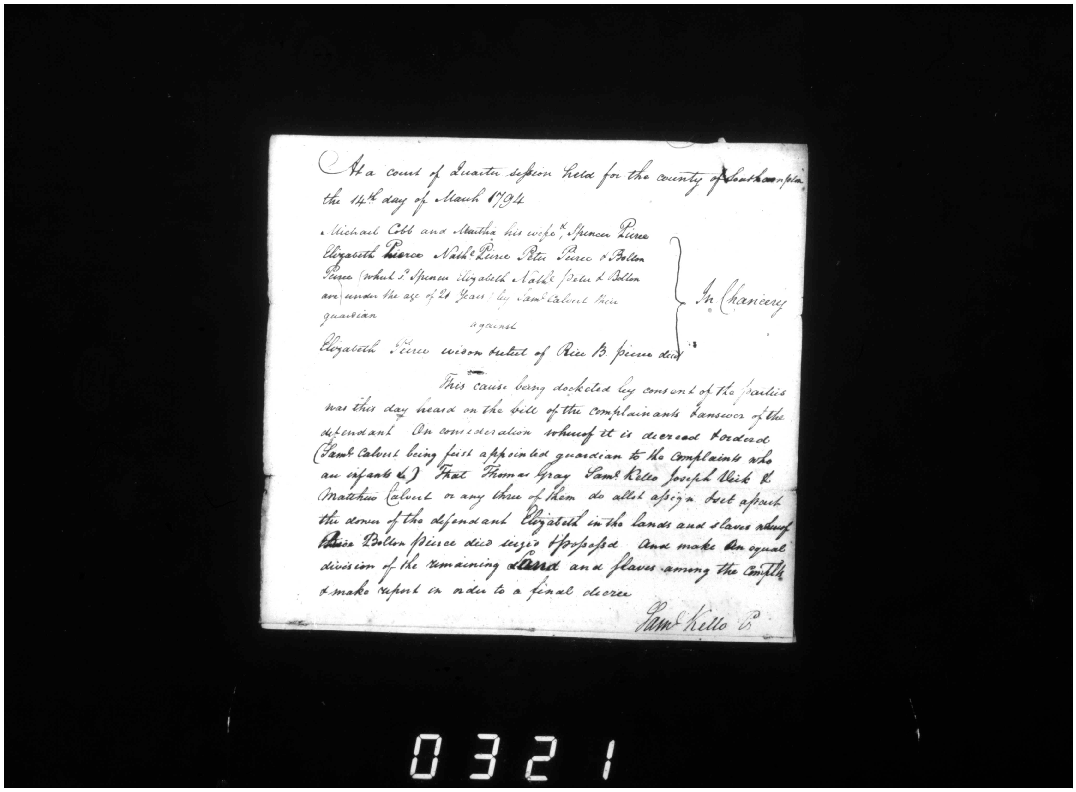 At a court of Quarter session held for the county of Southampton
the 14th day of March 1794
Michael Cobb and Martha his wife, Spencer Pierce
Elizabeth Pierce Nathl Pierce Peter Pierce & Bolton
Pierce (which sd Spencer Elizabeth Nathl Peter & Bolton
are under the age of 21 Years) by Saml Calvert their
guardian
against
Elizabeth Pierce widow & relict of Rice B. Pierce decd
In Chancery
This cause being docketed by consent of the parties
was this day heard on the bill of the complainants & answer of the
defendant On consideration whereof it is decreed & orderd
(Saml Calvert being first appointed guardian to the complaints who
are infants &c) That Thomas Gray Saml Kello Joseph Vick &
Matthew Calvert or any three of them do allot assign & set apart
the dower of the defendant Elizabeth in the lands and slaves whereof
Rice Bolton Pierce died seized & possessd And make an equal
division of the remaining Land and slaves among the Complts
& make report in order to a final decree
Saml Kello C
0321